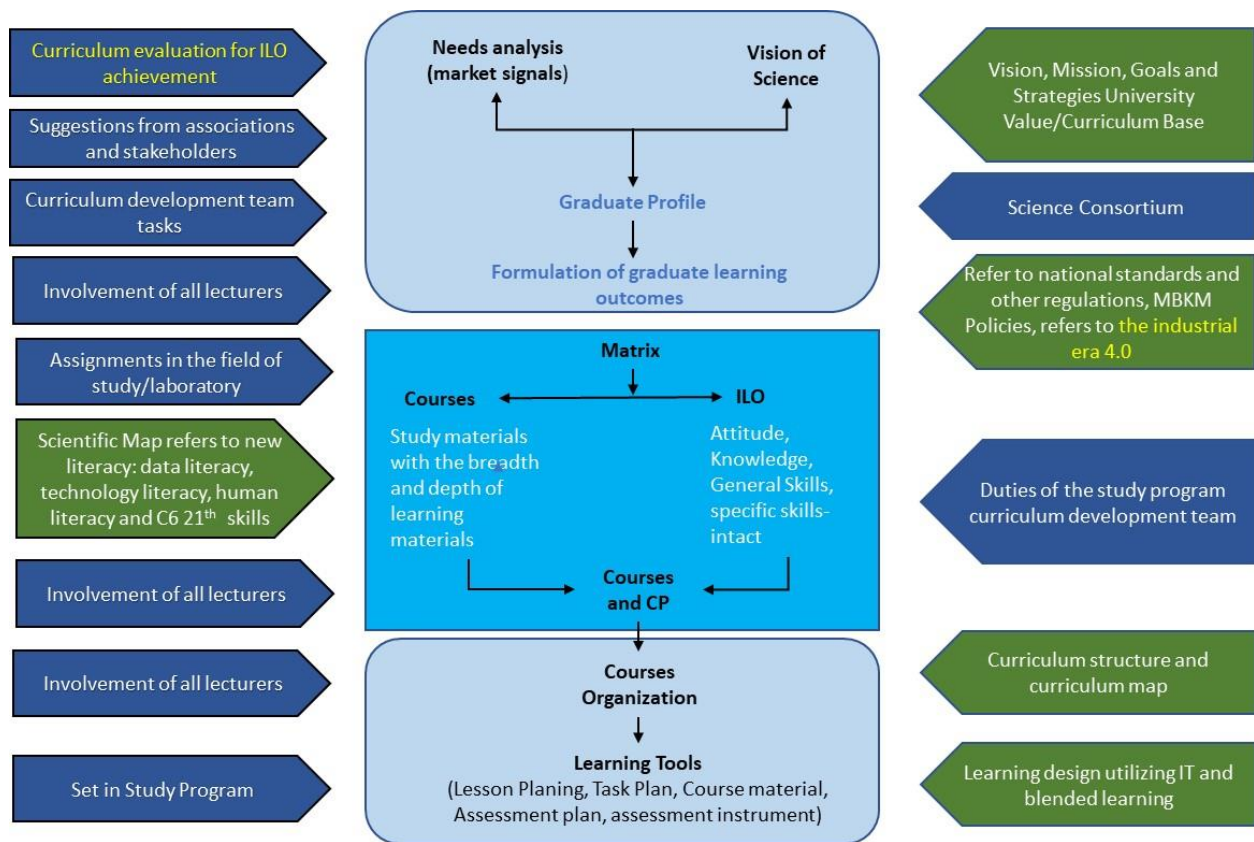 Curriculum evaluation for ILO
achievement
Suggestions from associations
and stakeholders
Curriculum development team
tasks
Involvement of all lecturers
Assignments in the field of
study/laboratory
Scientific Map refers to new
literacy: data literacy,
technology literacy, human
literacy and C6 21th skills
Involvement of all lecturers
Involvement of all lecturers
Set in Study Program
Needs analysis
(market signals)
Vision of
Science
Graduate Profile
Formulation of graduate learning
outcomes
Matrix
Courses
ILO
Study materials
with the breadth
and depth of
learning
materials
Attitude,
Knowledge,
General Skills,
specific skills-
intact
Courses
and CP
Courses
Organization
Learning Tools
(Lesson Planing, Task Plan, Course material,
Assessment plan, assessment instrument)
Vision, Mission, Goals and
Strategies University
Value/Curriculum Base
Science Consortium
Refer to national standards and
other regulations, MBKM
Policies, refers to the industrial
era 4.0
Duties of the study program
curriculum development team
Curriculum structure and
curriculum map
Learning design utilizing IT and
blended learning